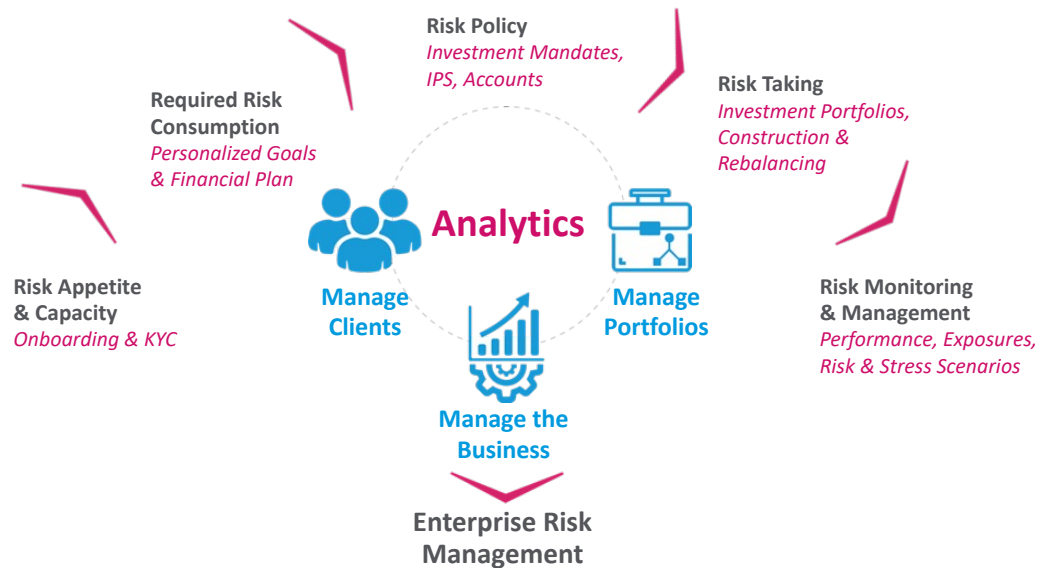 Risk Policy
Investment Mandates,
IPS, Accounts
Required Risk
Consumption
Personalized Goals
& Financial Plan
Risk Taking
Investment Portfolios,
Construction &
Rebalancing
Analytics
Risk Appetite
& Capacity
Onboarding & KYC
Manage
Clients
Manage
Portfolios
Risk Monitoring
& Management
Performance, Exposures,
Risk & Stress Scenarios
Manage the
Business
Enterprise Risk
Management